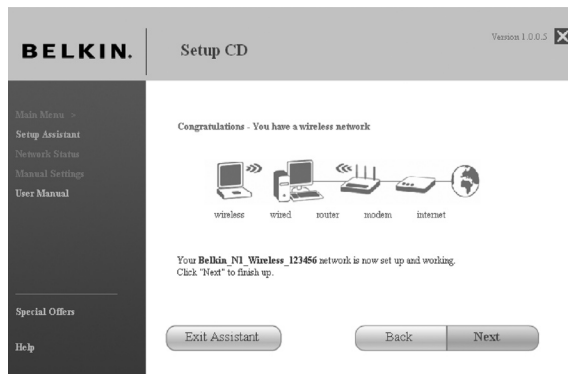 BELKIN.
Setup CD
Version 1.0.0.5
Main Menu >
Setup Assistant
Network Status
Manual Settings
User Manual
Special Offers
Help
Congratulations - You have a wireless network
wireless wired router modem internet
Your Belkin_N1_Wireless_123456 network is now set up and working.
Click "Next" to finish up.
Exit Assistant
Back
Next